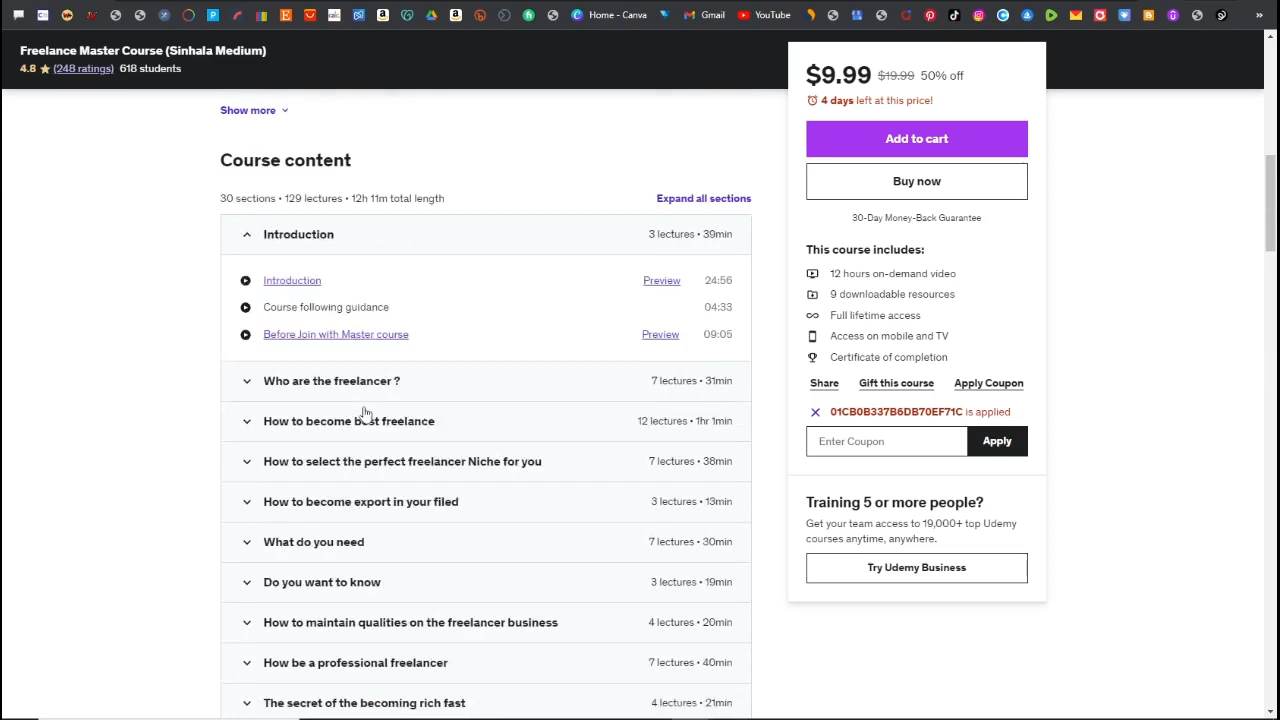 Home - Canva
Gmail
YouTube
Freelance Master Course (Sinhala Medium)
4.8 (248 ratings) 618 students
$9.99 $19.99 50% off
4 days left at this price!
Add to cart
Buy now
30-Day Money-Back Guarantee
This course includes:
12 hours on-demand video
9 downloadable resources
Full lifetime access
Access on mobile and TV
Certificate of completion
Share Gift this course Apply Coupon
01CB0B337B6DB70EF71C is applied
Enter Coupon Apply
Training 5 or more people?
Get your team access to 19,000+ top Udemy
courses anytime, anywhere.
Try Udemy Business
Show more
Course content
30 sections • 129 lectures • 12h 11m total length Expand all sections
Introduction 3 lectures • 39min
Introduction Preview 24:56
Course following guidance 04:33
Before Join with Master course Preview 09:05
Who are the freelancer ? 7 lectures • 31min
How to become best freelance 12 lectures • 1hr 1min
How to select the perfect freelancer Niche for you 7 lectures • 38min
How to become export in your filed 3 lectures • 13min
What do you need 7 lectures • 30min
Do you want to know 3 lectures • 19min
How to maintain qualities on the freelancer business 4 lectures • 20min
How be a professional freelancer 7 lectures • 40min
The secret of the becoming rich fast 4 lectures • 21min